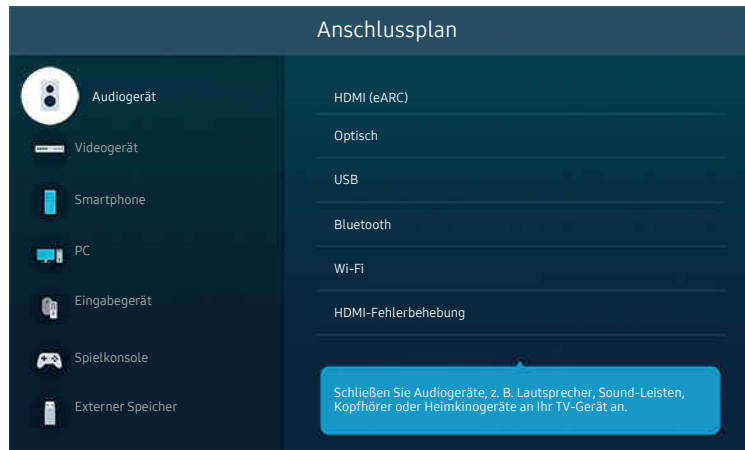 Anschlussplan
Audiogerät
Videogerät
Smartphone
PC
Eingabegerät
Spielkonsole
Externer Speicher
HDMI (eARC)
Optisch
USB
Bluetooth
Wi-Fi
HDMI-Fehlerbehebung
Schließen Sie Audiogeräte, z. B. Lautsprecher, Sound-Leisten,
Kopfhörer oder Heimkinogeräte an Ihr TV-Gerät an.